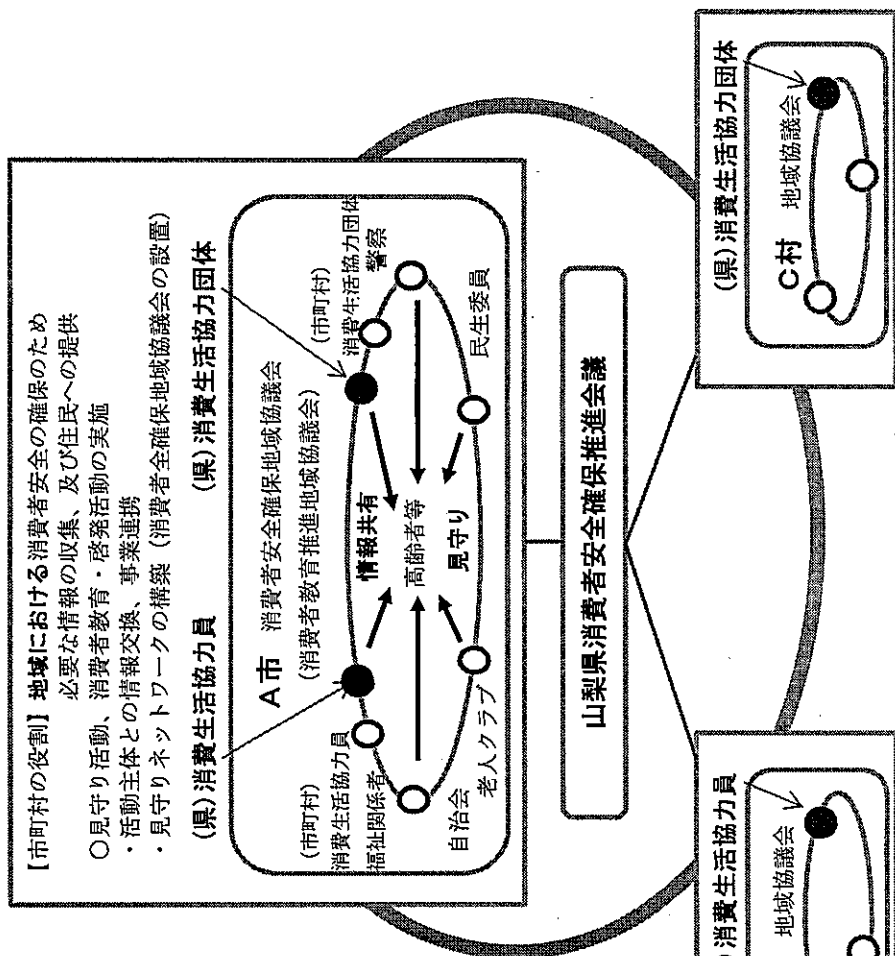 【市町村の役割】地域における消費者安全の確保のため
必要な情報の収集、及び住民への提供
○見守り活動、消費者教育・啓発活動の実施
・活動主体との情報交換、事業連携
・見守りネットワークの構築（消費者全確保地域協議会の設置）
(県)消費生活協力員
(県)消費生活協力団体
A市 消費者安全確保地域協議会
(消費者教育推進地域協議会)
(市町村)
消費生活協力員
福祉関係者
(市町村)
消費生活協力団体
警察
情報共有
高齢者等
見守り
自治会
老人クラブ
民生委員
山梨県消費者安全確保推進会議
)消費生活協力員
地域協議会
(県)消費生活協力団体
C村 地域協議会